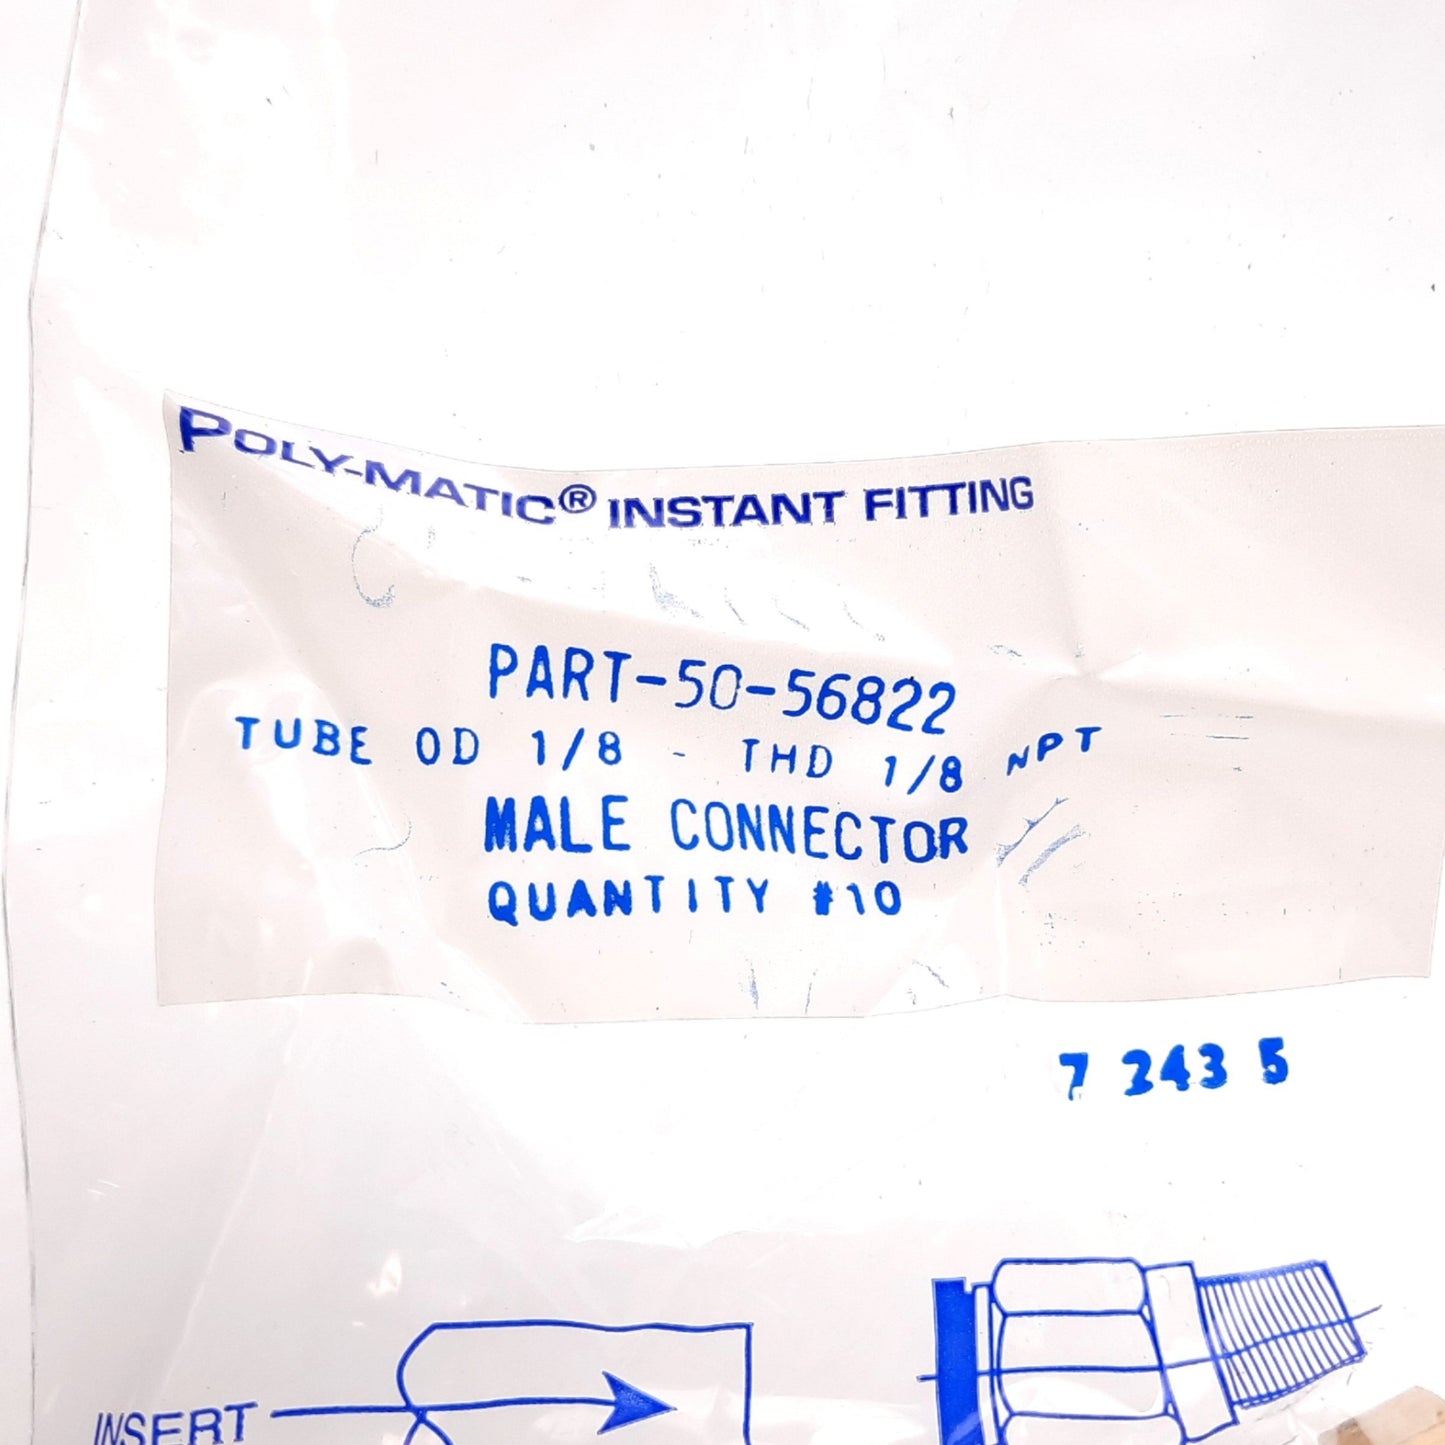 POLY-MATIC® INSTANT FITTING
PART-50-56822
TUBE OD 1/8 - THD 1/8 NPT
MALE CONNECTOR
QUANTITY #10
7 243 5
INSERT